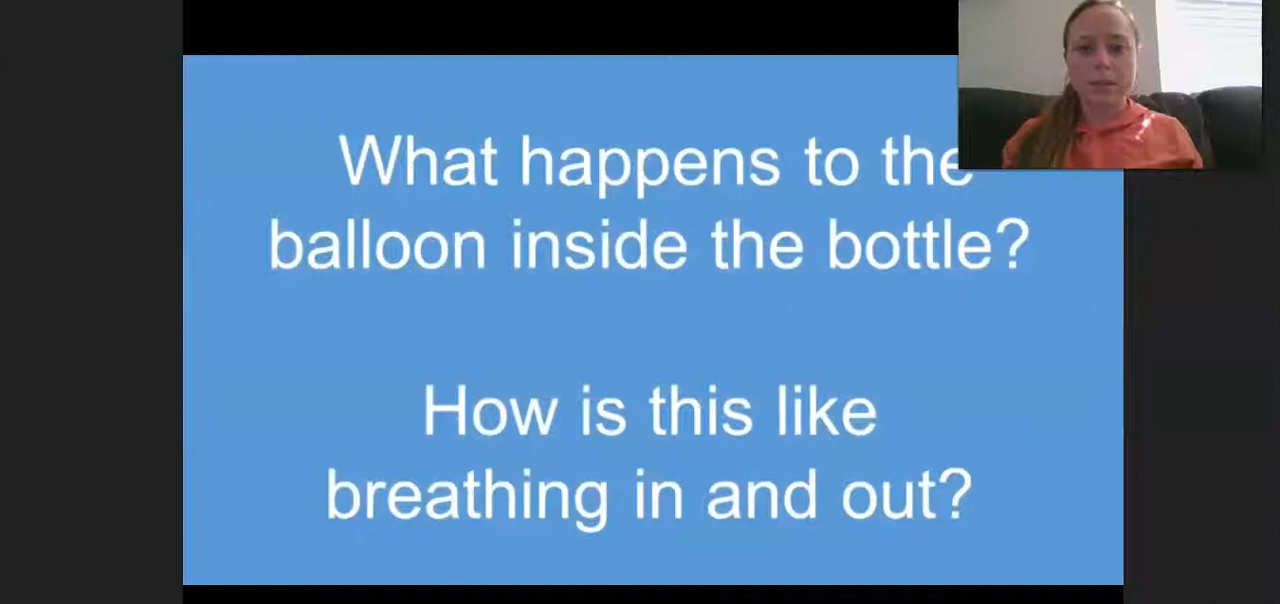 What happens to the
balloon inside the bottle?
How is this like
breathing in and out?